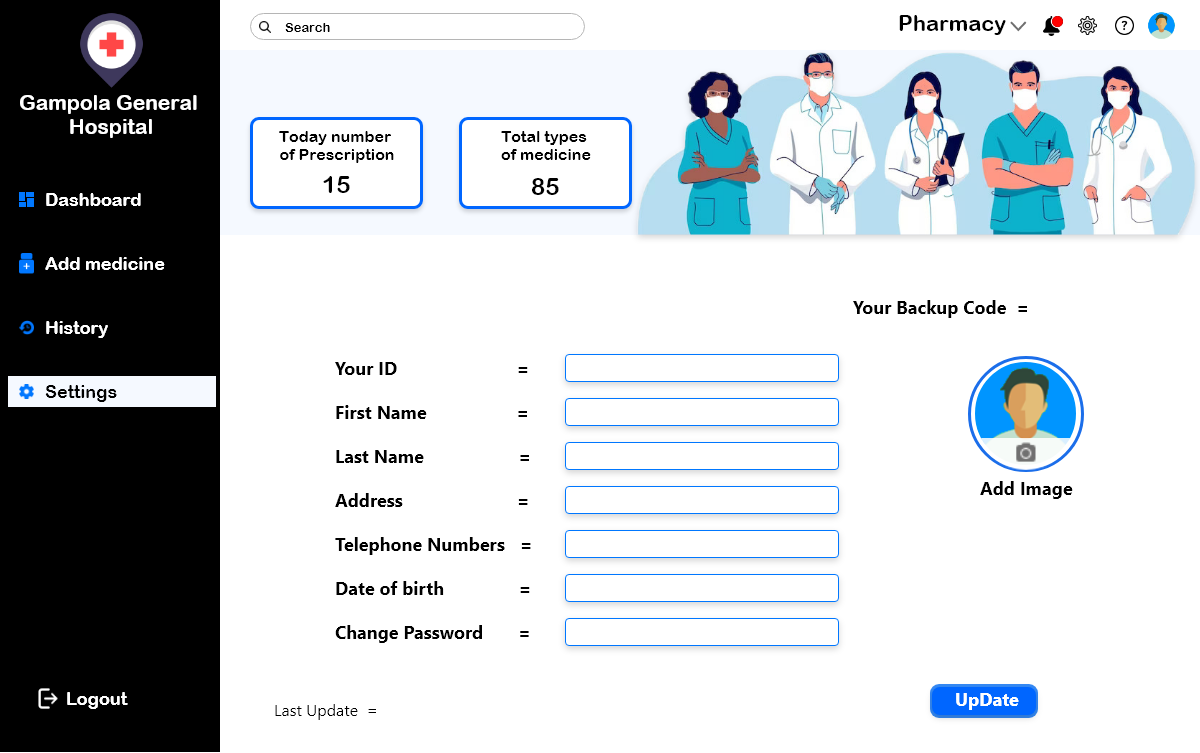 Gampola General
Hospital
Dashboard
Add medicine
History
Settings
Logout
Search
Pharmacy
Today number
of Prescription
15
Total types
of medicine
85
Your Backup Code =
Your ID =
First Name =
Last Name =
Address =
Telephone Numbers =
Date of birth =
Change Password =
Add Image
Last Update =
UpDate